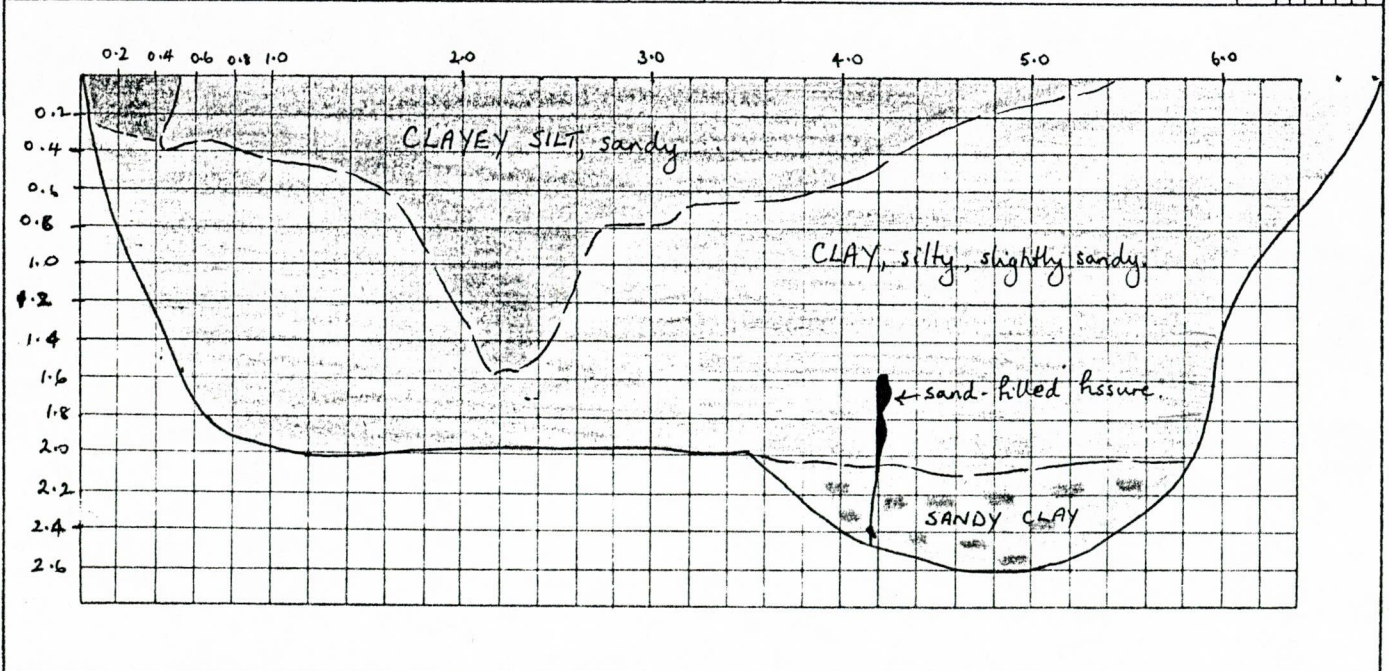 0.2 0.4 0.6 0.8 1.0 2.0 3.0 4.0 5.0 6.0
0.2
0.4
0.6
0.8
1.0
1.2
1.4
1.6
1.8
2.0
2.2
2.4
2.6
CLAYEY SILT, sandy
CLAY, silty, slightly sandy.
← sand-filled fissure.
SANDY CLAY